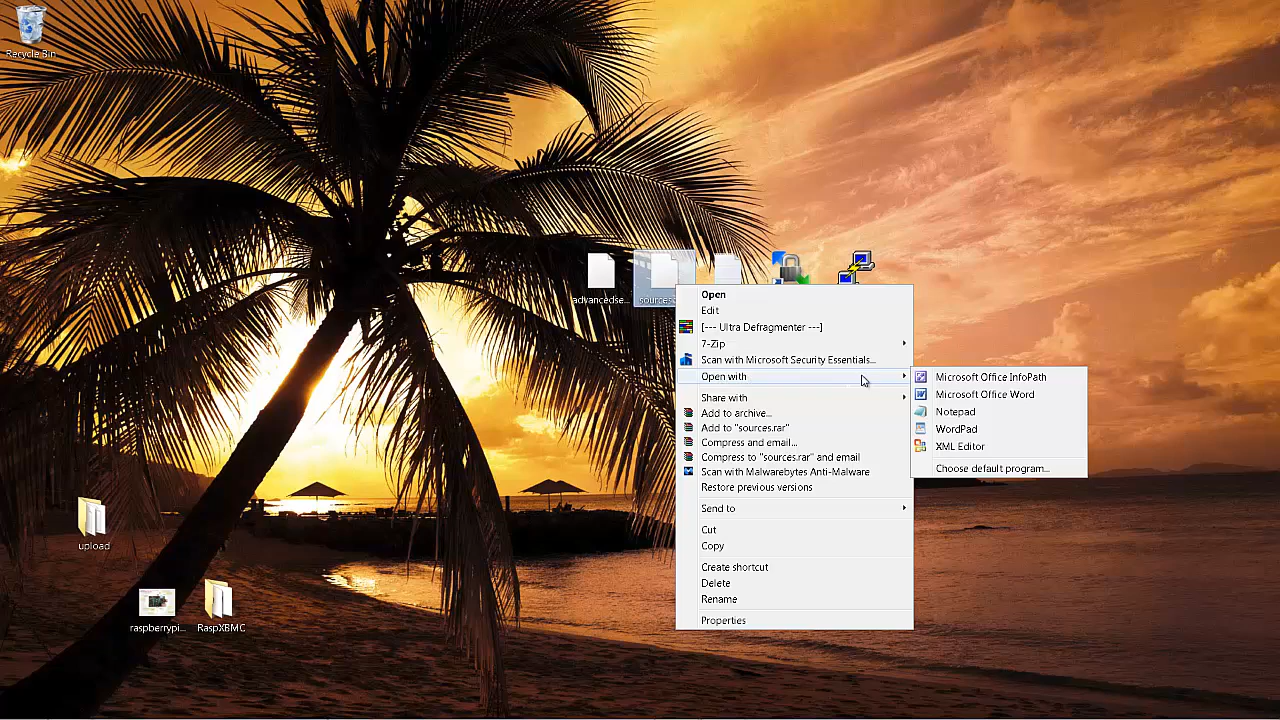 Recycle Bin
advancedse...
Open
Edit
[--- Ultra Defragmenter ---]
7-Zip
Scan with Microsoft Security Essentials...
Open with
Microsoft Office InfoPath
Microsoft Office Word
Share with
Notepad
Add to archive...
Add to "sources.rar"
WordPad
Compress and email...
XML Editor
Compress to "sources.rar" and email
Choose default program...
Scan with Malwarebytes Anti-Malware
Restore previous versions
Send to
Cut
Copy
Create shortcut
Delete
Rename
Properties
upload
raspberrypi...
RaspXBMC